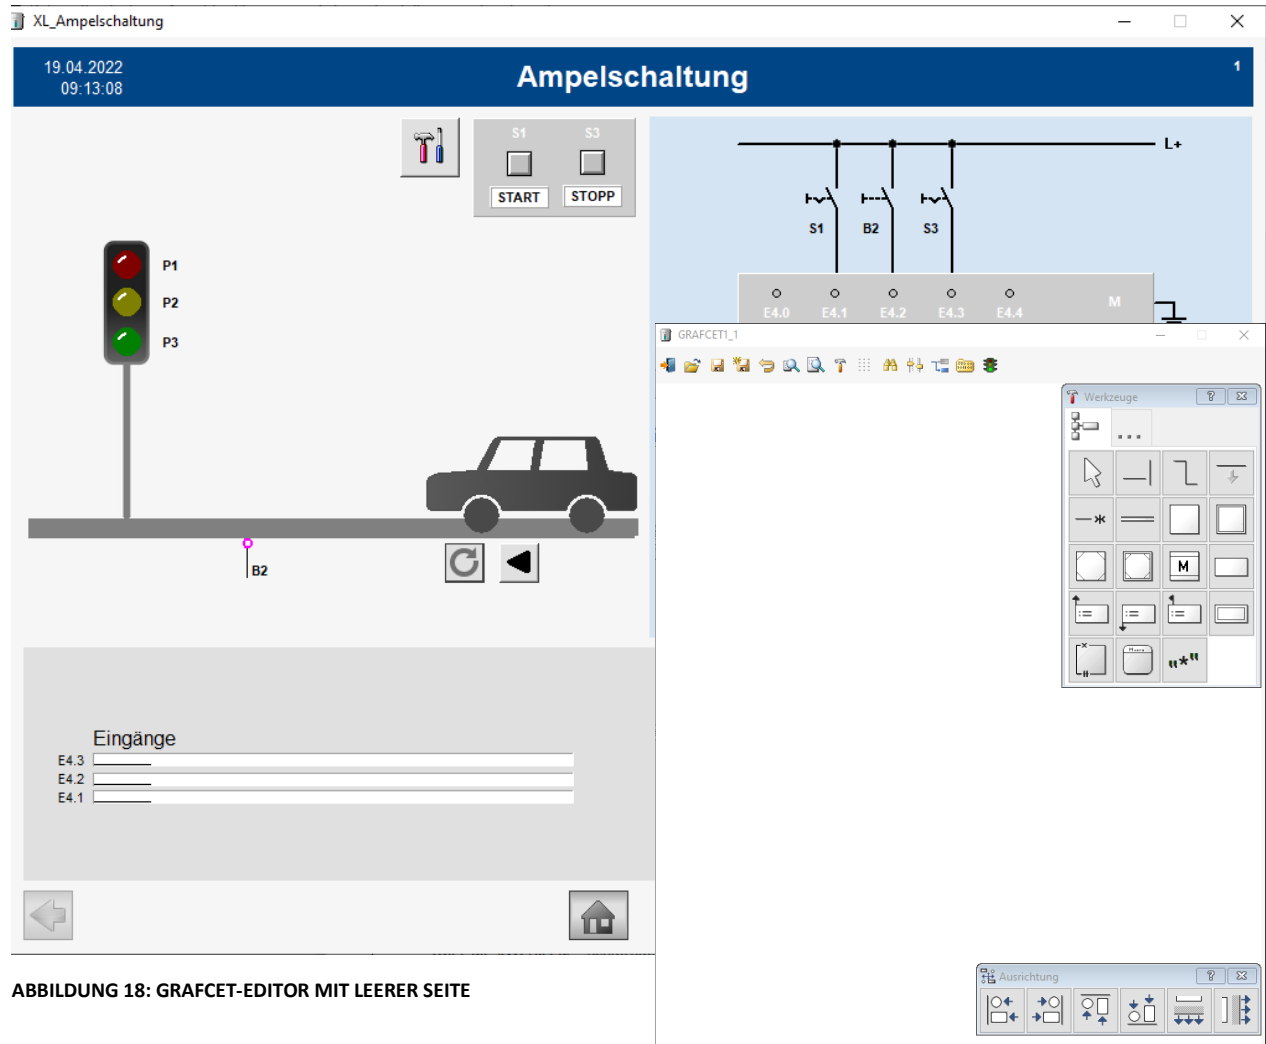 XL_Ampelschaltung
19.04.2022
09:13:08
Ampelschaltung
1
S1 S3
START STOPP
L+
S1 B2 S3
P1
P2
P3
M
E4.0 E4.1 E4.2 E4.3 E4.4
GRAFCET1_1
Werkzeuge
M
:= := :=
"*"
B2
Eingänge
E4.3
E4.2
E4.1
Ausrichtung
ABBILDUNG 18: GRAFCET-EDITOR MIT LEERER SEITE